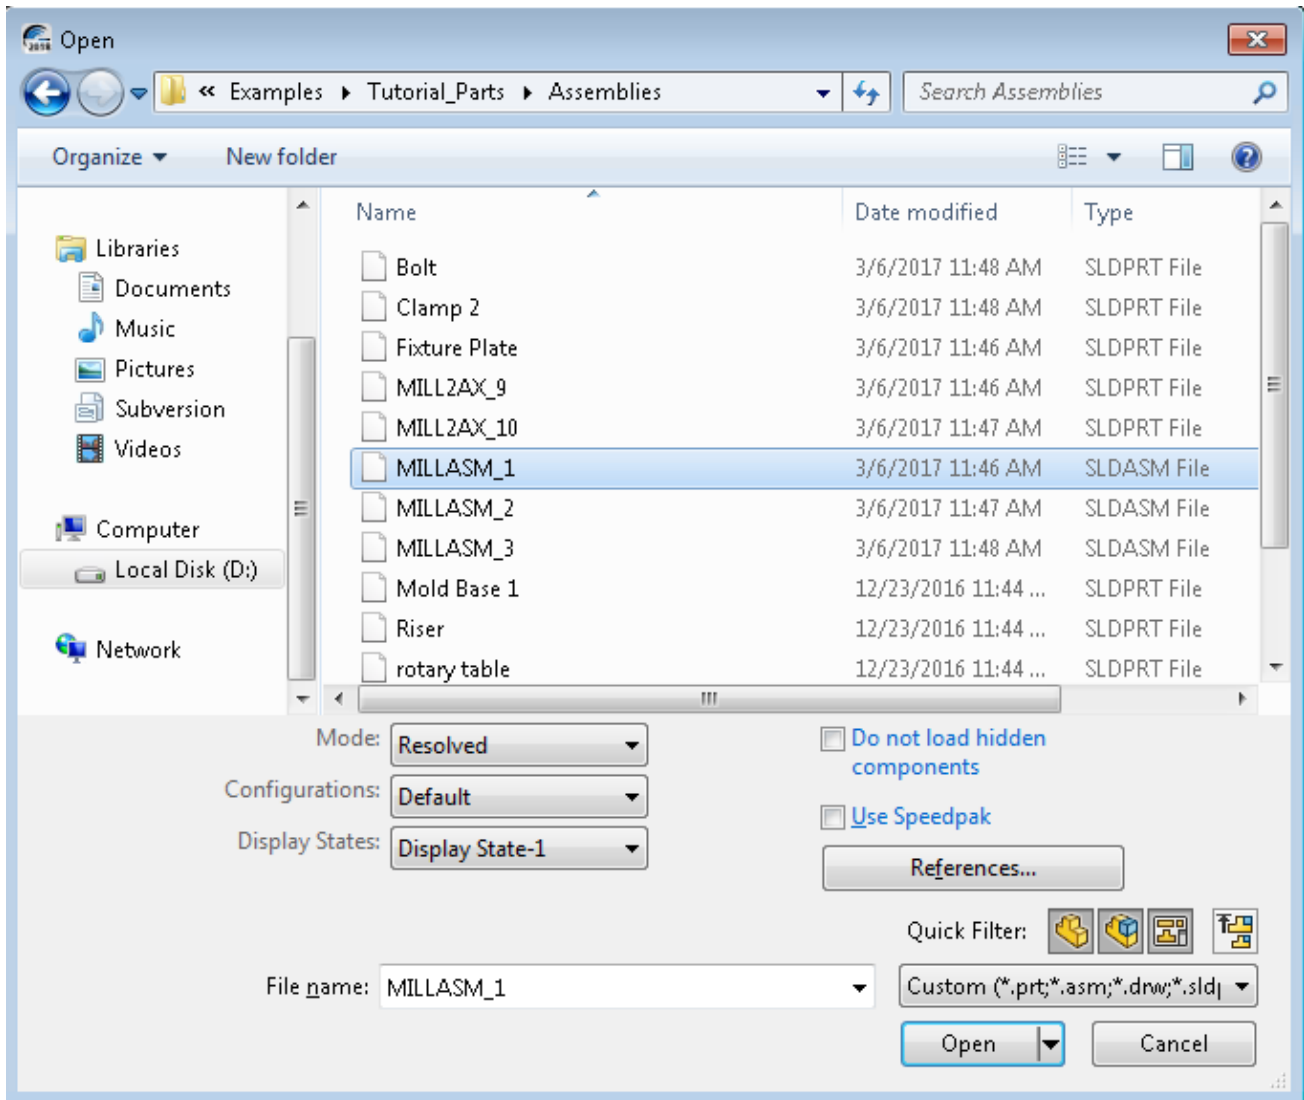 Open
« Examples Tutorial_Parts Assemblies Search Assemblies
Organize New folder
Name Date modified Type
Libraries
Documents
Music
Pictures
Subversion
Videos
Computer
Local Disk (D:)
Network
Bolt 3/6/2017 11:48 AM SLDPRT File
Clamp 2 3/6/2017 11:48 AM SLDPRT File
Fixture Plate 3/6/2017 11:46 AM SLDPRT File
MILL2AX_9 3/6/2017 11:46 AM SLDPRT File
MILL2AX_10 3/6/2017 11:47 AM SLDPRT File
MILLASM_1 3/6/2017 11:46 AM SLDASM File
MILLASM_2 3/6/2017 11:47 AM SLDASM File
MILLASM_3 3/6/2017 11:48 AM SLDASM File
Mold Base 1 12/23/2016 11:44 ... SLDPRT File
Riser 12/23/2016 11:44 ... SLDPRT File
rotary table 12/23/2016 11:44 ... SLDPRT File
Mode: Resolved
Configurations: Default
Display States: Display State-1
Do not load hidden
components
Use Speedpak
References...
Quick Filter:
File name: MILLASM_1 Custom (*.prt;*.asm;*.drw;*.sldp
Open Cancel